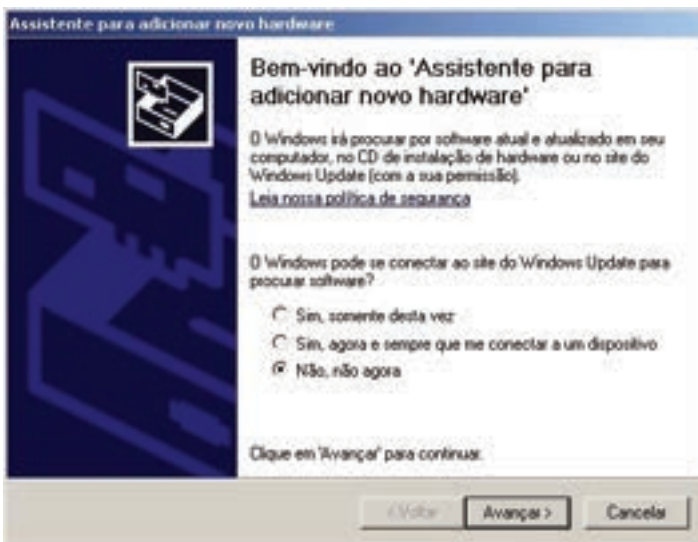 Assistente para adicionar novo hardware
Bem-vindo ao 'Assistente para
adicionar novo hardware'
O Windows irá procurar por software atual e atualizado em seu
computador, no CD de instalação de hardware ou no site do
Windows Update (com a sua permissão).
Leia nossa política de segurança
O Windows pode se conectar ao site do Windows Update para
procurar software?
Sim, somente desta vez
Sim, agora e sempre que me conectar a um dispositivo
Não, não agora
Clique em 'Avançar' para continuar.
< Voltar
Avançar >
Cancelar